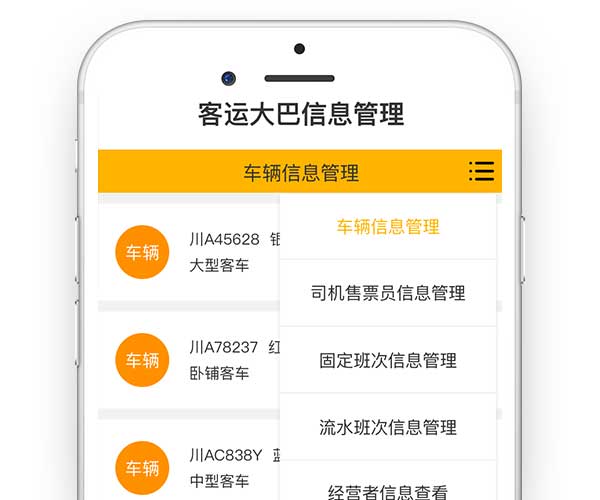 客运大巴信息管理
车辆信息管理
车辆
川A45628 银
大型客车
车辆
川A78237 红
卧铺客车
车辆
川AC838Y 蓝
中型客车
车辆信息管理
司机售票员信息管理
固定班次信息管理
流水班次信息管理
经营者信息查看